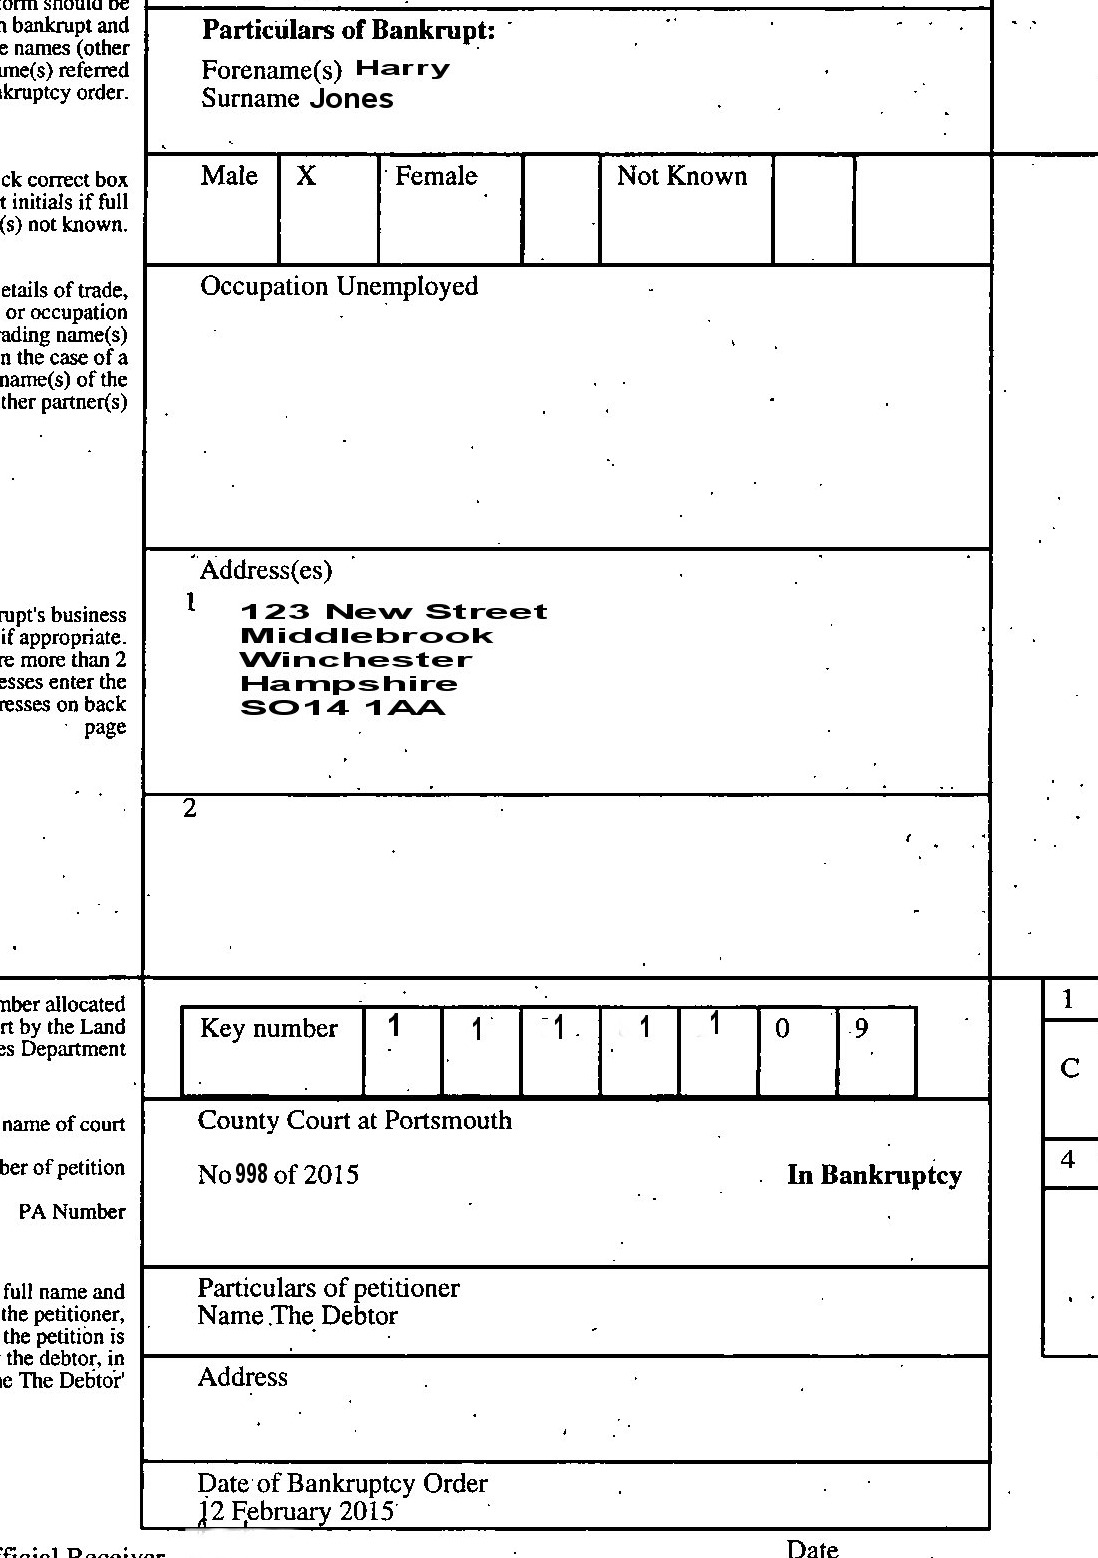 form should be
n bankrupt and
e names (other
ame(s) referred
nkruptcy order.
Particulars of Bankrupt:
Forename(s) Harry
Surname Jones
ck correct box
t initials if full
(s) not known.
Male X Female Not Known
etails of trade,
or occupation
rading name(s)
n the case of a
name(s) of the
ther partner(s)
Occupation Unemployed
rupt's business
if appropriate.
re more than 2
esses enter the
resses on back
page
Address(es)
1 123 New Street
Middlebrook
Winchester
Hampshire
SO14 1AA
2
mber allocated
rt by the Land
es Department
Key number 1 1 1 1 1 0 9
1
C
4
name of court
ber of petition
PA Number
County Court at Portsmouth
No 998 of 2015 In Bankruptcy
full name and
the petitioner,
the petition is
the debtor, in
e The Debtor'
Particulars of petitioner
Name The Debtor
Address
Date of Bankruptcy Order
12 February 2015
fficial Receiver Date